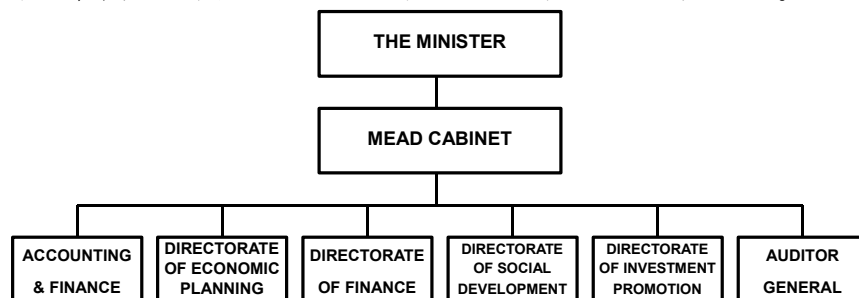 THE MINISTER
MEAD CABINET
ACCOUNTING
& FINANCE
DIRECTORATE
OF ECONOMIC
PLANNING
DIRECTORATE
OF FINANCE
DIRECTORATE
OF SOCIAL
DEVELOPMENT
DIRECTORATE
OF INVESTMENT
PROMOTION
AUDITOR
GENERAL